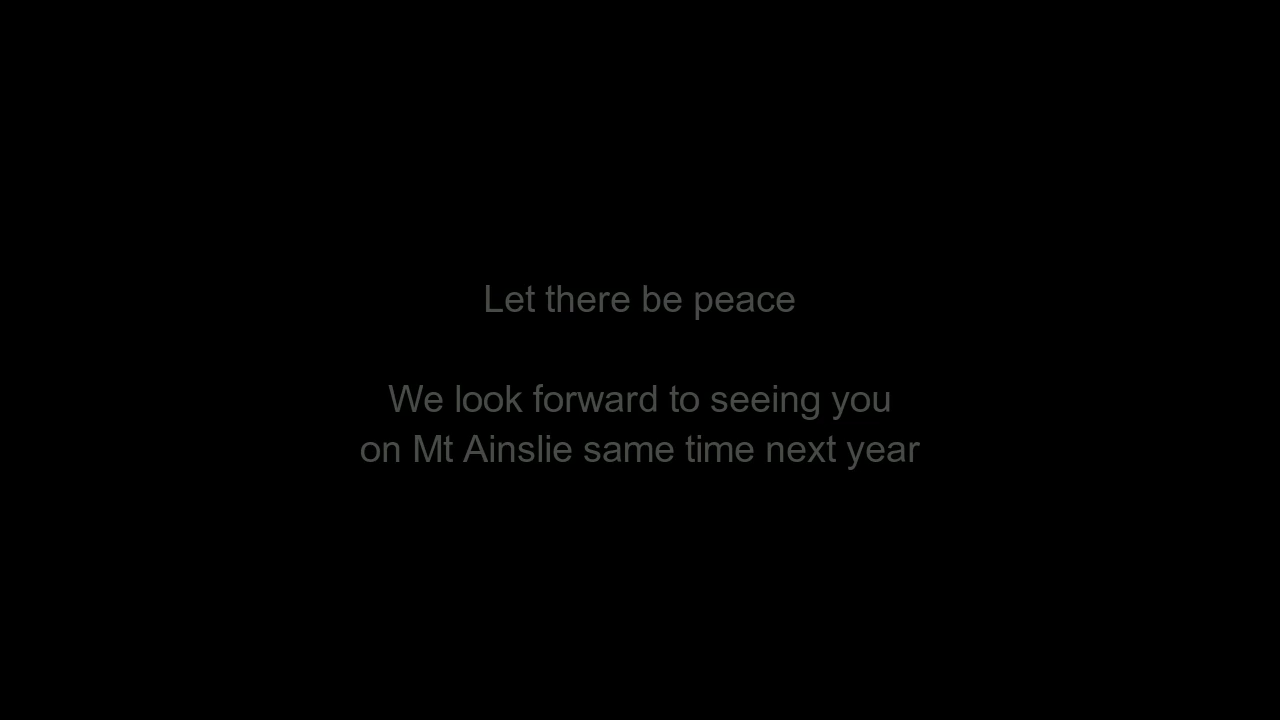 Let there be peace
We look forward to seeing you
on Mt Ainslie same time next year